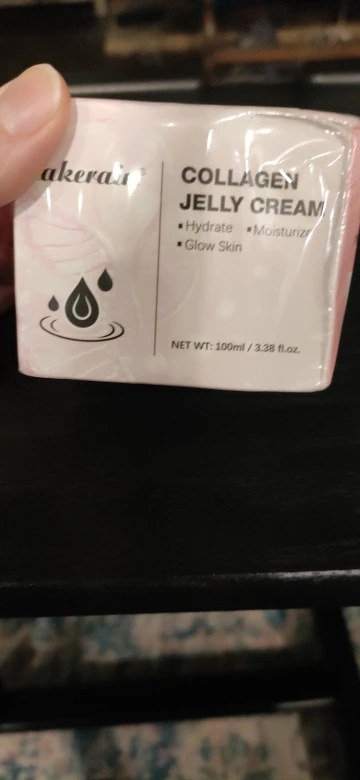 COLLAGEN
JELLY CREAM
▪Hydrate ▪Moisturize
▪Glow Skin
NET WT: 100ml / 3.38 fl.oz.